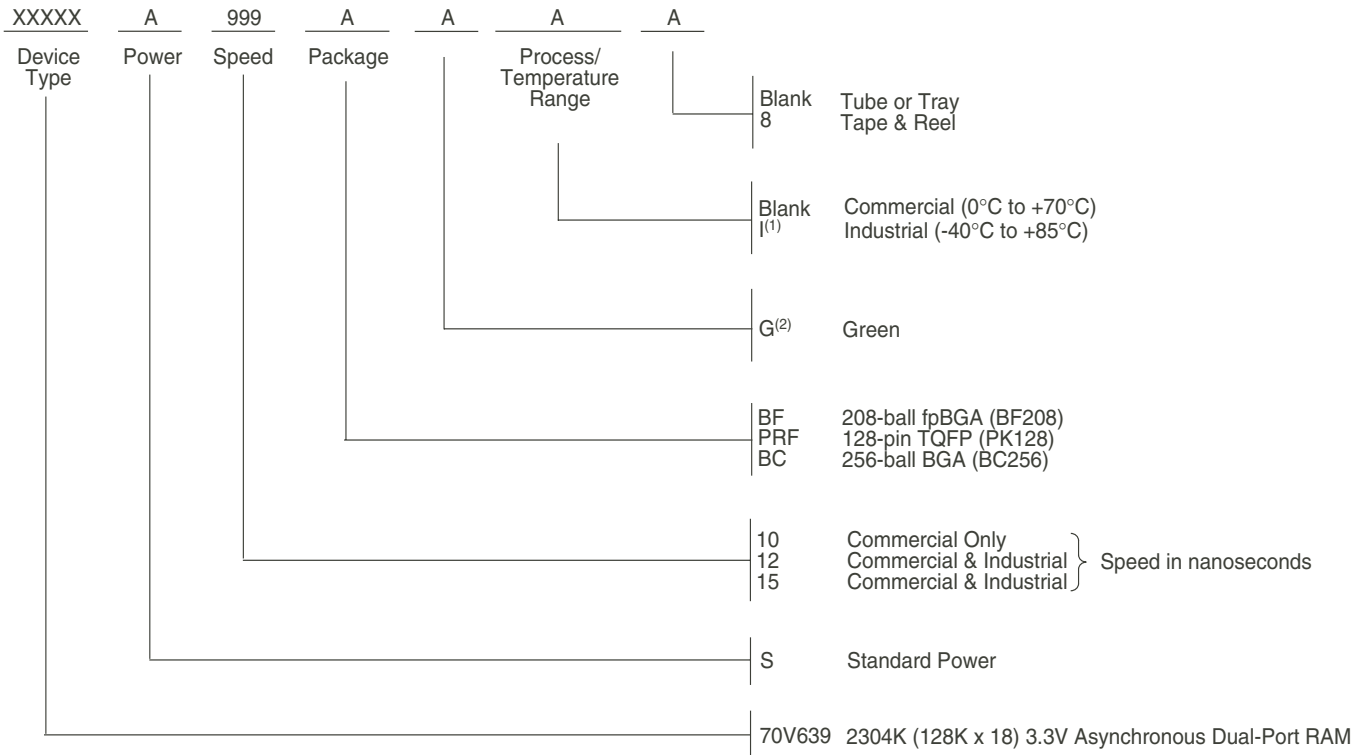 XXXXX A 999 A A A A
Device Type Power Speed Package Process/ Temperature Range
Blank Tube or Tray
8 Tape & Reel
Blank Commercial (0°C to +70°C)
I(1) Industrial (-40°C to +85°C)
G(2) Green
BF 208-ball fpBGA (BF208)
PRF 128-pin TQFP (PK128)
BC 256-ball BGA (BC256)
10 Commercial Only
12 Commercial & Industrial Speed in nanoseconds
15 Commercial & Industrial
S Standard Power
70V639 2304K (128K x 18) 3.3V Asynchronous Dual-Port RAM